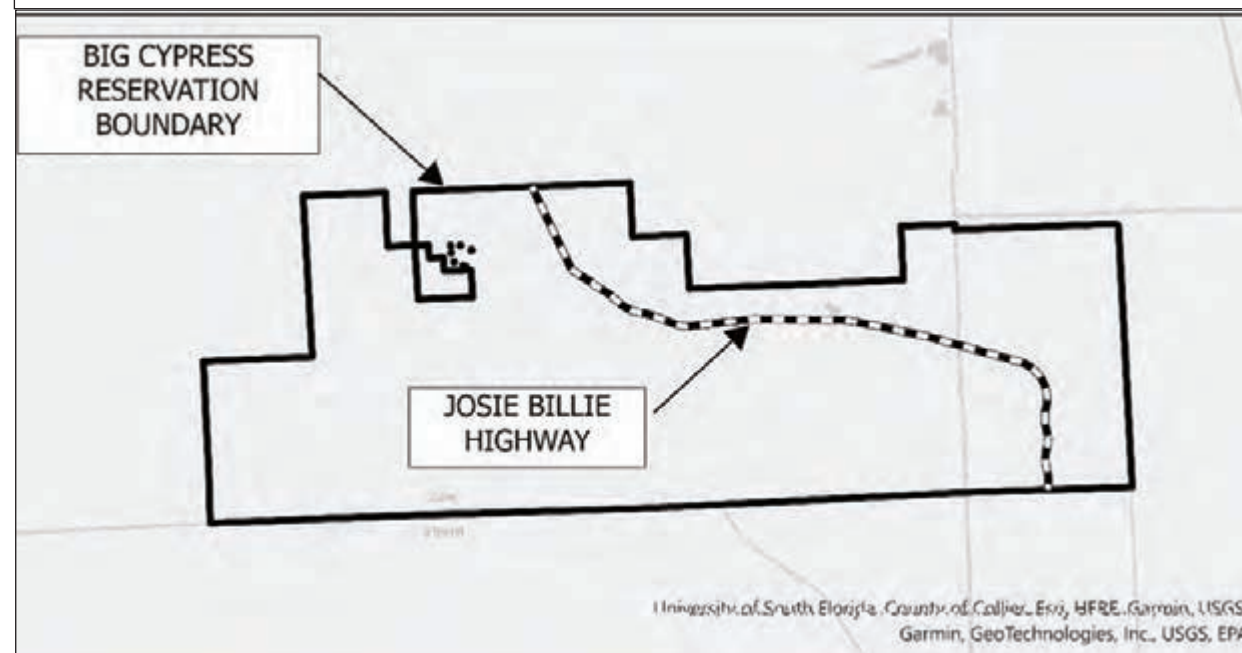 BIG CYPRESS
RESERVATION
BOUNDARY
JOSIE BILLIE
HIGHWAY
University of South Florida, County of Collier, Esri, HERE, Garmin, USGS
Garmin, GeoTechnologies, Inc., USGS, EPA